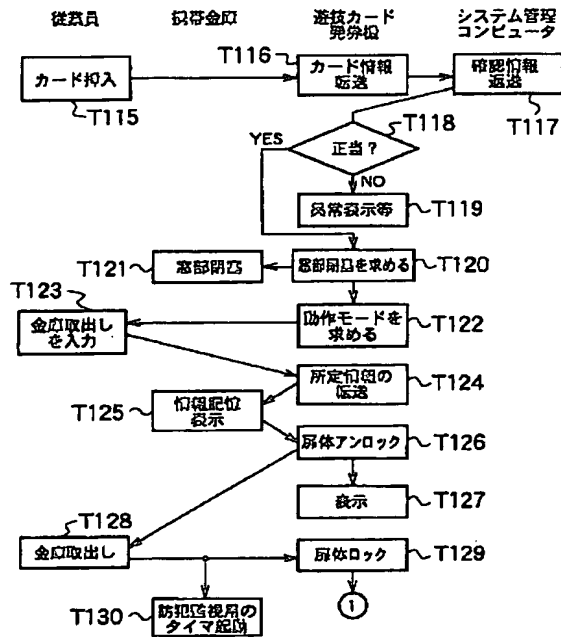 従業員
携帯金庫
遊技カード
発券機
システム管理
コンピュータ
カード挿入
T115
T116
カード情報
転送
確認情報
返送
T117
正当?
T118
YES
NO
異常表示等
T119
窓部閉塞を求める
T120
T121
窓部閉塞
動作モードを
求める
T122
T123
金庫取出し
を入力
所定情報の
転送
T124
T125
情報記憶
表示
扉体アンロック
T126
表示
T127
T128
金庫取出し
扉体ロック
T129
1
T130
防犯監視用の
タイマ起動